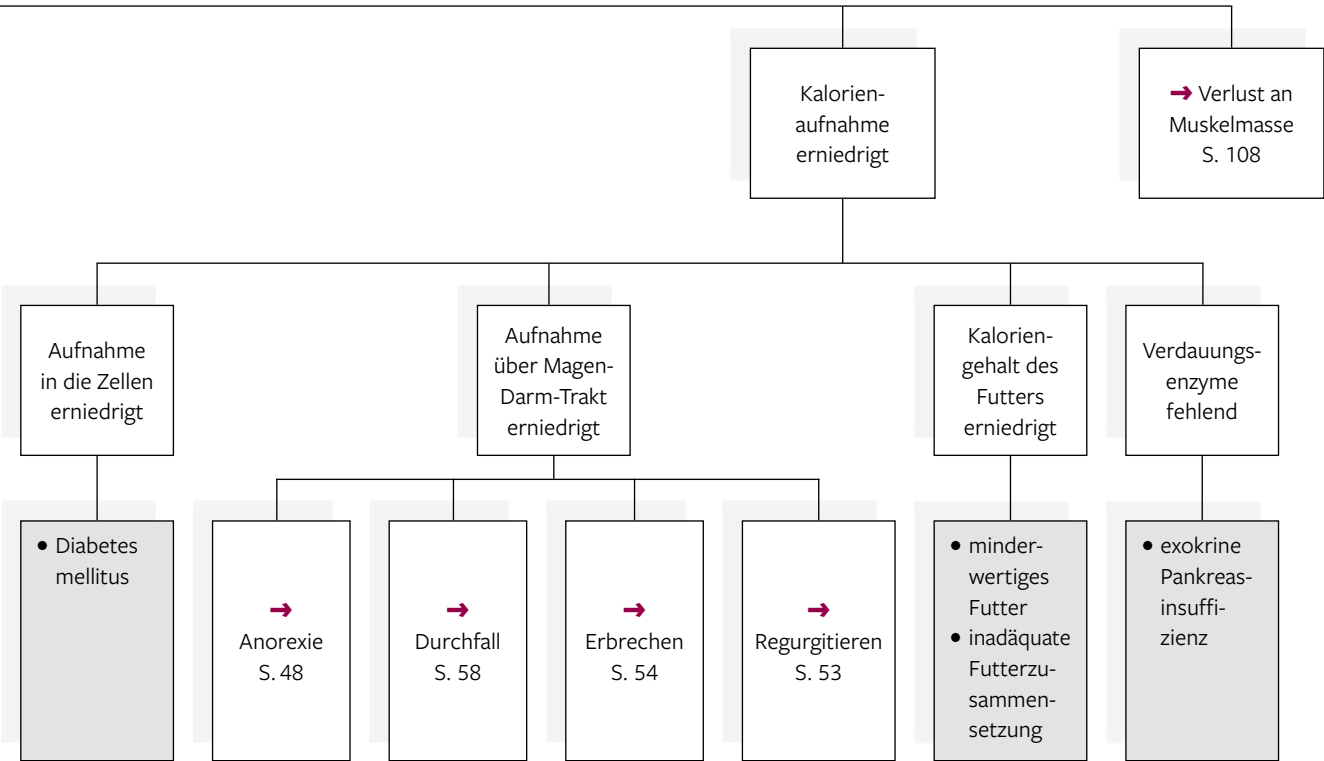 Kalorien-
aufnahme
erniedrigt
➞ Verlust an
Muskelmasse
S. 108
Aufnahme
in die Zellen
erniedrigt
Aufnahme
über Magen-
Darm-Trakt
erniedrigt
Kalorien-
gehalt des
Futters
erniedrigt
Verdauungs-
enzyme
fehlend
• Diabetes
mellitus
➞
Anorexie
S. 48
➞
Durchfall
S. 58
➞
Erbrechen
S. 54
➞
Regurgitieren
S. 53
• minder-
wertiges
Futter
• inadäquate
Futterzu-
sammen-
setzung
• exokrine
Pankreas-
insuffi-
zienz